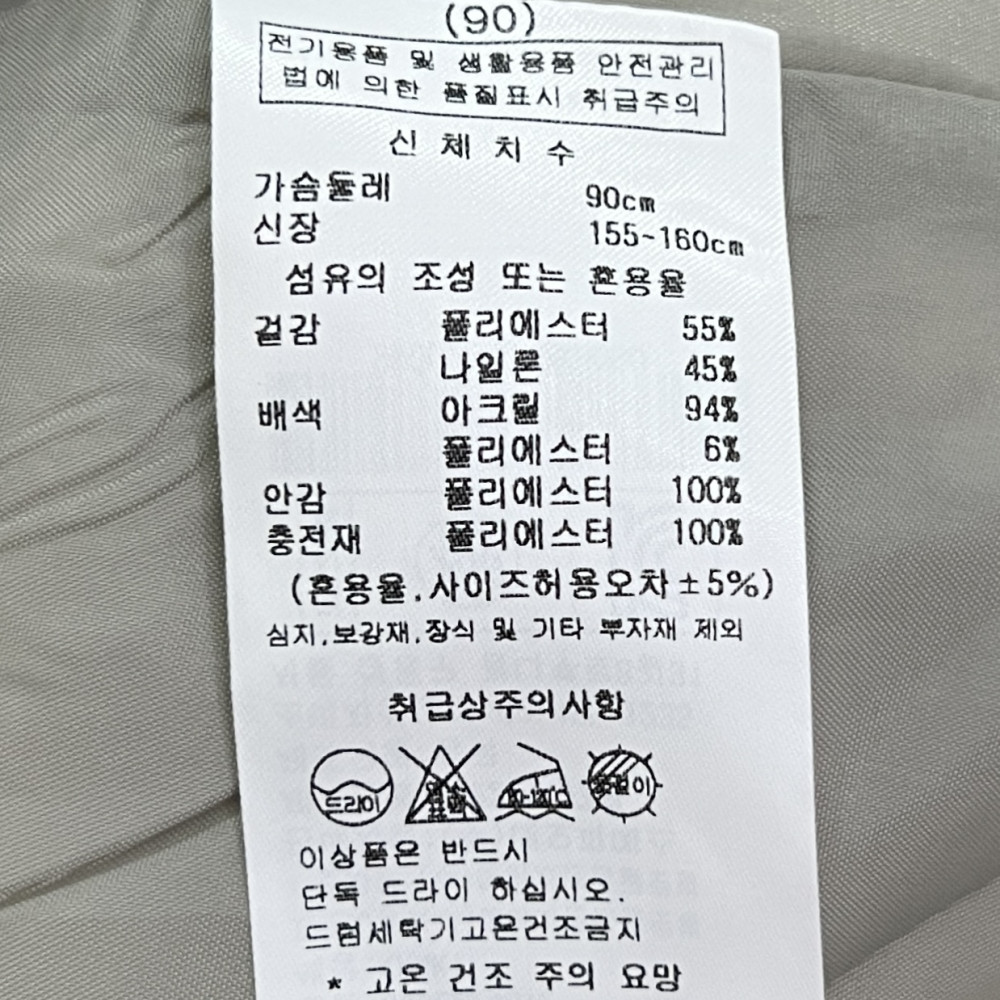 (90)
전기용품 및 생활용품 안전관리
법에 의한 품질표시 취급주의
신 체 치 수
가슴둘레 90cm
신장 155~160cm
섬유의 조성 또는 혼용율
겉감 폴리에스터 55%
나일론 45%
배색 아크릴 94%
폴리에스터 6%
안감 폴리에스터 100%
충전재 폴리에스터 100%
(혼용율,사이즈허용오차±5%)
심지,보강재,장식 및 기타 부자재 제외
취급상주의사항
드라이 염소 80-120℃ 옷걸이
이상품은 반드시
단독 드라이 하십시오.
드럼세탁기고온건조금지
* 고온 건조 주의 요망